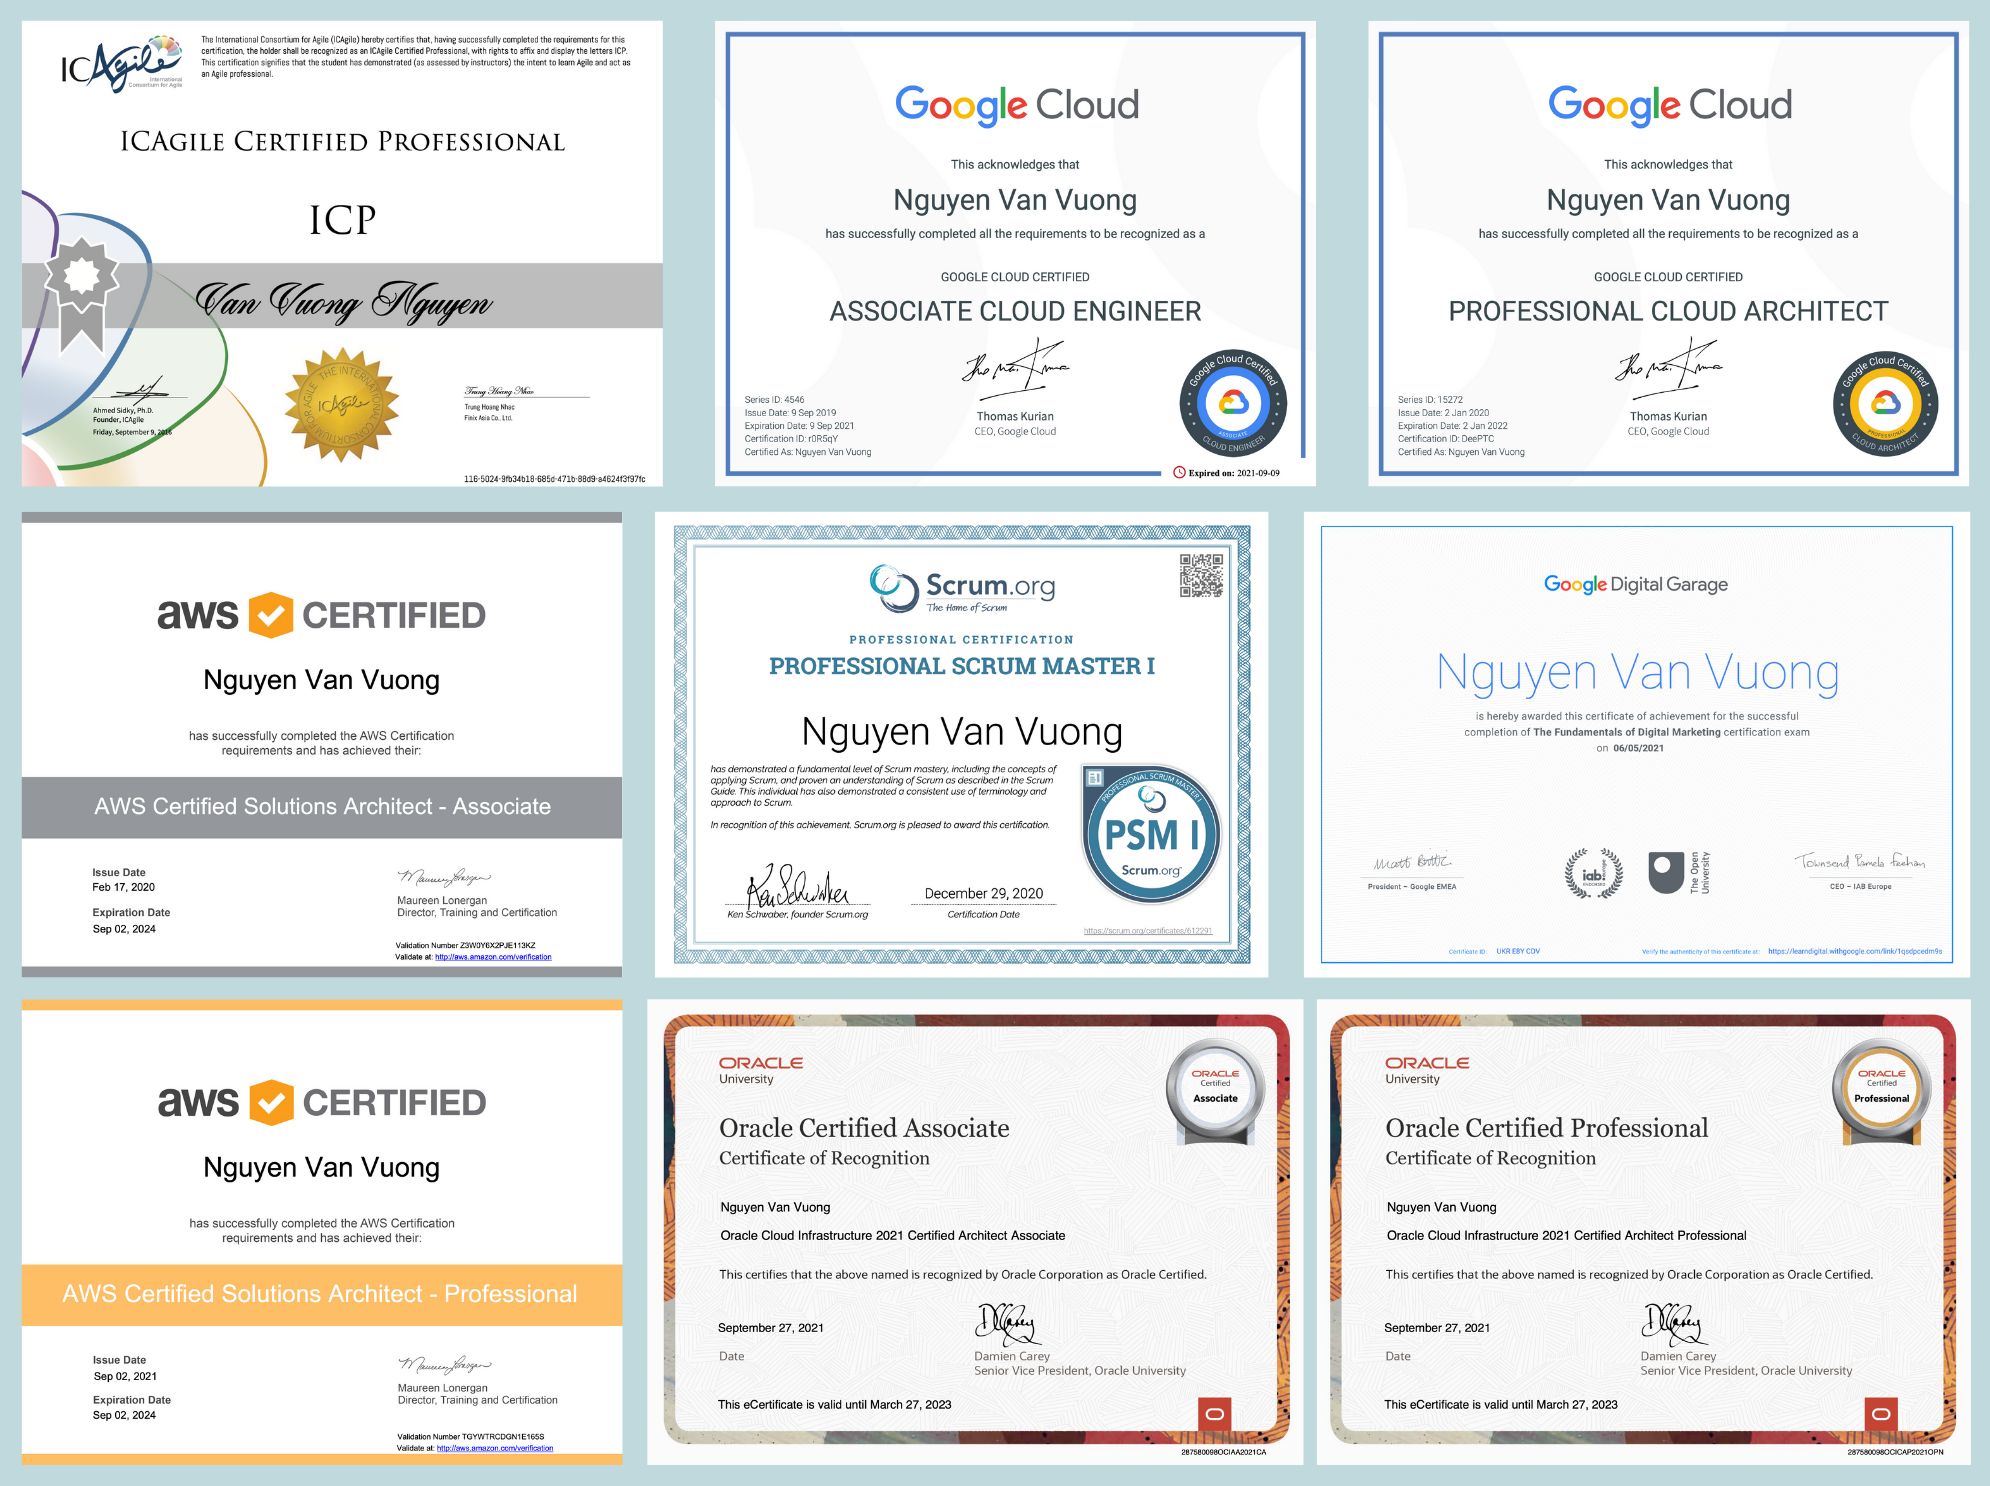 ICAgile
International
Consortium for Agile
The International Consortium for Agile (ICAgile) hereby certifies that, having successfully completed the requirements for this
certification, the holder shall be recognized as an ICAgile Certified Professional, with rights to affix and display the letters ICP.
This certification signifies that the student has demonstrated (as assessed by instructors) the intent to learn Agile and act as
an Agile professional.
ICAgile Certified Professional
ICP
Van Vuong Nguyen
Ahmed Sidky, Ph.D.
Founder, ICAgile
Friday, September 9, 2016
THE INTERNATIONAL CONSORTIUM FOR AGILE
ICAgile
Trung Hoang Nhac
Trung Hoang Nhac
Finix Asia Co., Ltd.
116-5024-9fb34b18-685d-471b-88d9-a4624f3f97fc
Google Cloud
This acknowledges that
Nguyen Van Vuong
has successfully completed all the requirements to be recognized as a
GOOGLE CLOUD CERTIFIED
ASSOCIATE CLOUD ENGINEER
Series ID: 4546
Issue Date: 9 Sep 2019
Expiration Date: 9 Sep 2021
Certification ID: r0R5qY
Certified As: Nguyen Van Vuong
Thomas Kurian
CEO, Google Cloud
Google Cloud Certified
ASSOCIATE
CLOUD ENGINEER
Expired on: 2021-09-09
Google Cloud
This acknowledges that
Nguyen Van Vuong
has successfully completed all the requirements to be recognized as a
GOOGLE CLOUD CERTIFIED
PROFESSIONAL CLOUD ARCHITECT
Series ID: 15272
Issue Date: 2 Jan 2020
Expiration Date: 2 Jan 2022
Certification ID: DeePTC
Certified As: Nguyen Van Vuong
Thomas Kurian
CEO, Google Cloud
Google Cloud Certified
PROFESSIONAL
CLOUD ARCHITECT
aws CERTIFIED
Nguyen Van Vuong
has successfully completed the AWS Certification
requirements and has achieved their:
AWS Certified Solutions Architect - Associate
Issue Date
Feb 17, 2020
Expiration Date
Sep 02, 2024
Maureen Lonergan
Maureen Lonergan
Director, Training and Certification
Validation Number Z3W0Y6X2PJE113KZ
Validate at: http://aws.amazon.com/verification
Scrum.org
The Home of Scrum
PROFESSIONAL CERTIFICATION
PROFESSIONAL SCRUM MASTER I
Nguyen Van Vuong
has demonstrated a fundamental level of Scrum mastery, including the concepts of
applying Scrum, and proven an understanding of Scrum as described in the Scrum
Guide. This individual has also demonstrated a consistent use of terminology and
approach to Scrum.
In recognition of this achievement, Scrum.org is pleased to award this certification.
Ken Schwaber
Ken Schwaber, founder Scrum.org
December 29, 2020
Certification Date
PROFESSIONAL SCRUM MASTER I
PSM I
Scrum.org
https://scrum.org/certificates/612291
Google Digital Garage
Nguyen Van Vuong
is hereby awarded this certificate of achievement for the successful
completion of The Fundamentals of Digital Marketing certification exam
on 06/05/2021
President – Google EMEA
iab europe
ENDORSED
The Open
University
Townsend Pamela Feehan
CEO – IAB Europe
Certificate ID: UKR E8Y CDV
Verify the authenticity of this certificate at: https://learndigital.withgoogle.com/link/1qsdpcedm9s
aws CERTIFIED
Nguyen Van Vuong
has successfully completed the AWS Certification
requirements and has achieved their:
AWS Certified Solutions Architect - Professional
Issue Date
Sep 02, 2021
Expiration Date
Sep 02, 2024
Maureen Lonergan
Maureen Lonergan
Director, Training and Certification
Validation Number TGYWTRCDGN1E165S
Validate at: http://aws.amazon.com/verification
ORACLE
University
ORACLE
Certified
Associate
Oracle Certified Associate
Certificate of Recognition
Nguyen Van Vuong
Oracle Cloud Infrastructure 2021 Certified Architect Associate
This certifies that the above named is recognized by Oracle Corporation as Oracle Certified.
September 27, 2021
Date
DCarey
Damien Carey
Senior Vice President, Oracle University
This eCertificate is valid until March 27, 2023
287580098OCIAA2021CA
ORACLE
University
ORACLE
Certified
Professional
Oracle Certified Professional
Certificate of Recognition
Nguyen Van Vuong
Oracle Cloud Infrastructure 2021 Certified Architect Professional
This certifies that the above named is recognized by Oracle Corporation as Oracle Certified.
September 27, 2021
Date
DCarey
Damien Carey
Senior Vice President, Oracle University
This eCertificate is valid until March 27, 2023
287580098OCICAP2021OPN